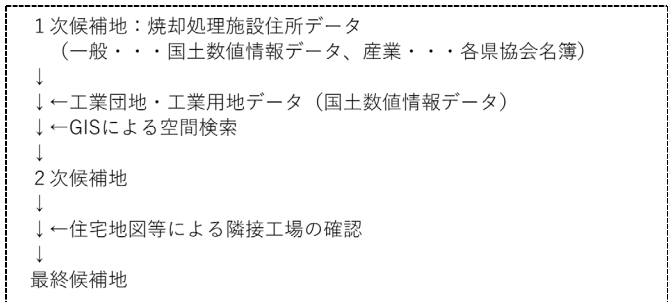 １次候補地：焼却処理施設住所データ
（一般・・・国土数値情報データ、産業・・・各県協会名簿）
↓
↓←工業団地・工業用地データ（国土数値情報データ）
↓←GISによる空間検索
↓
２次候補地
↓
↓←住宅地図等による隣接工場の確認
↓
最終候補地